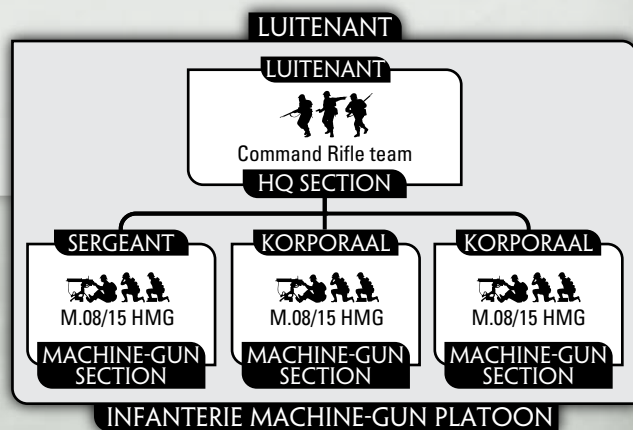 LUITENANT
LUITENANT
Command Rifle team
HQ SECTION
SERGEANT
M.08/15 HMG
MACHINE-GUN
SECTION
KORPORAAL
M.08/15 HMG
MACHINE-GUN
SECTION
KORPORAAL
M.08/15 HMG
MACHINE-GUN
SECTION
INFANTERIE MACHINE-GUN PLATOON